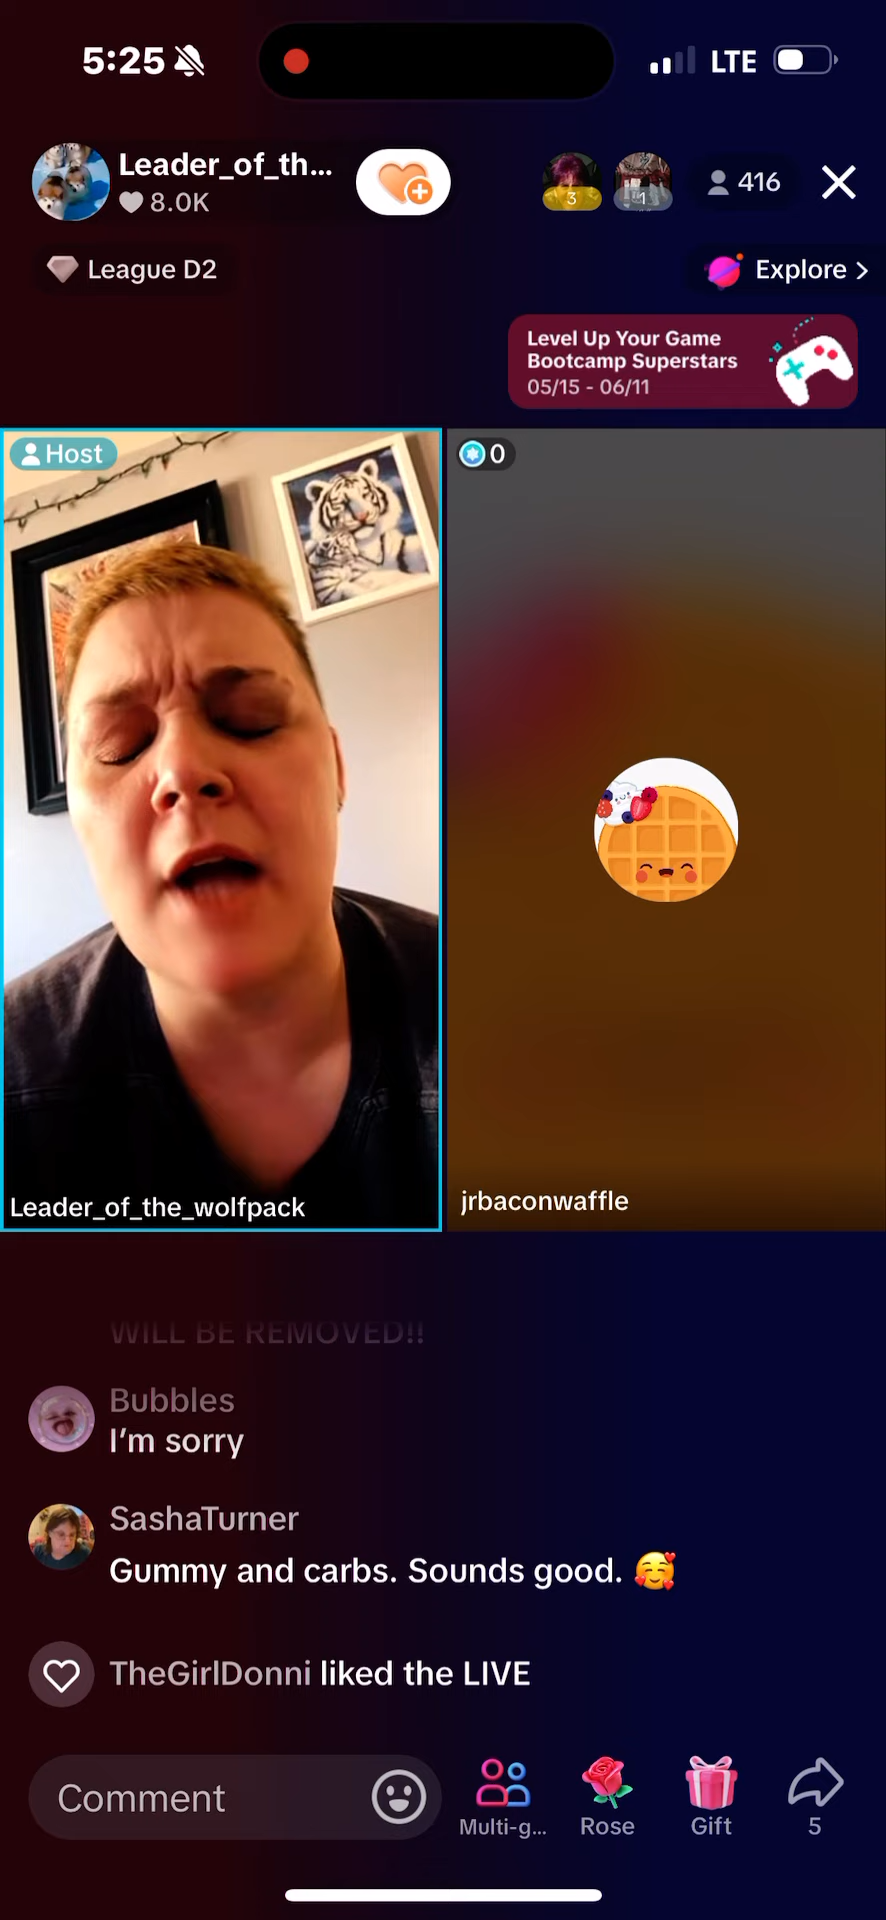 5:25
LTE
Leader_of_th...
8.0K
3
1
416
League D2
Explore >
Level Up Your Game
Bootcamp Superstars
05/15 - 06/11
Host
0
Leader_of_the_wolfpack
jrbaconwaffle
WILL BE REMOVED!!
Bubbles
I'm sorry
SashaTurner
Gummy and carbs. Sounds good. 🥰
TheGirlDonni liked the LIVE
Comment
Multi-g...
Rose
Gift
5